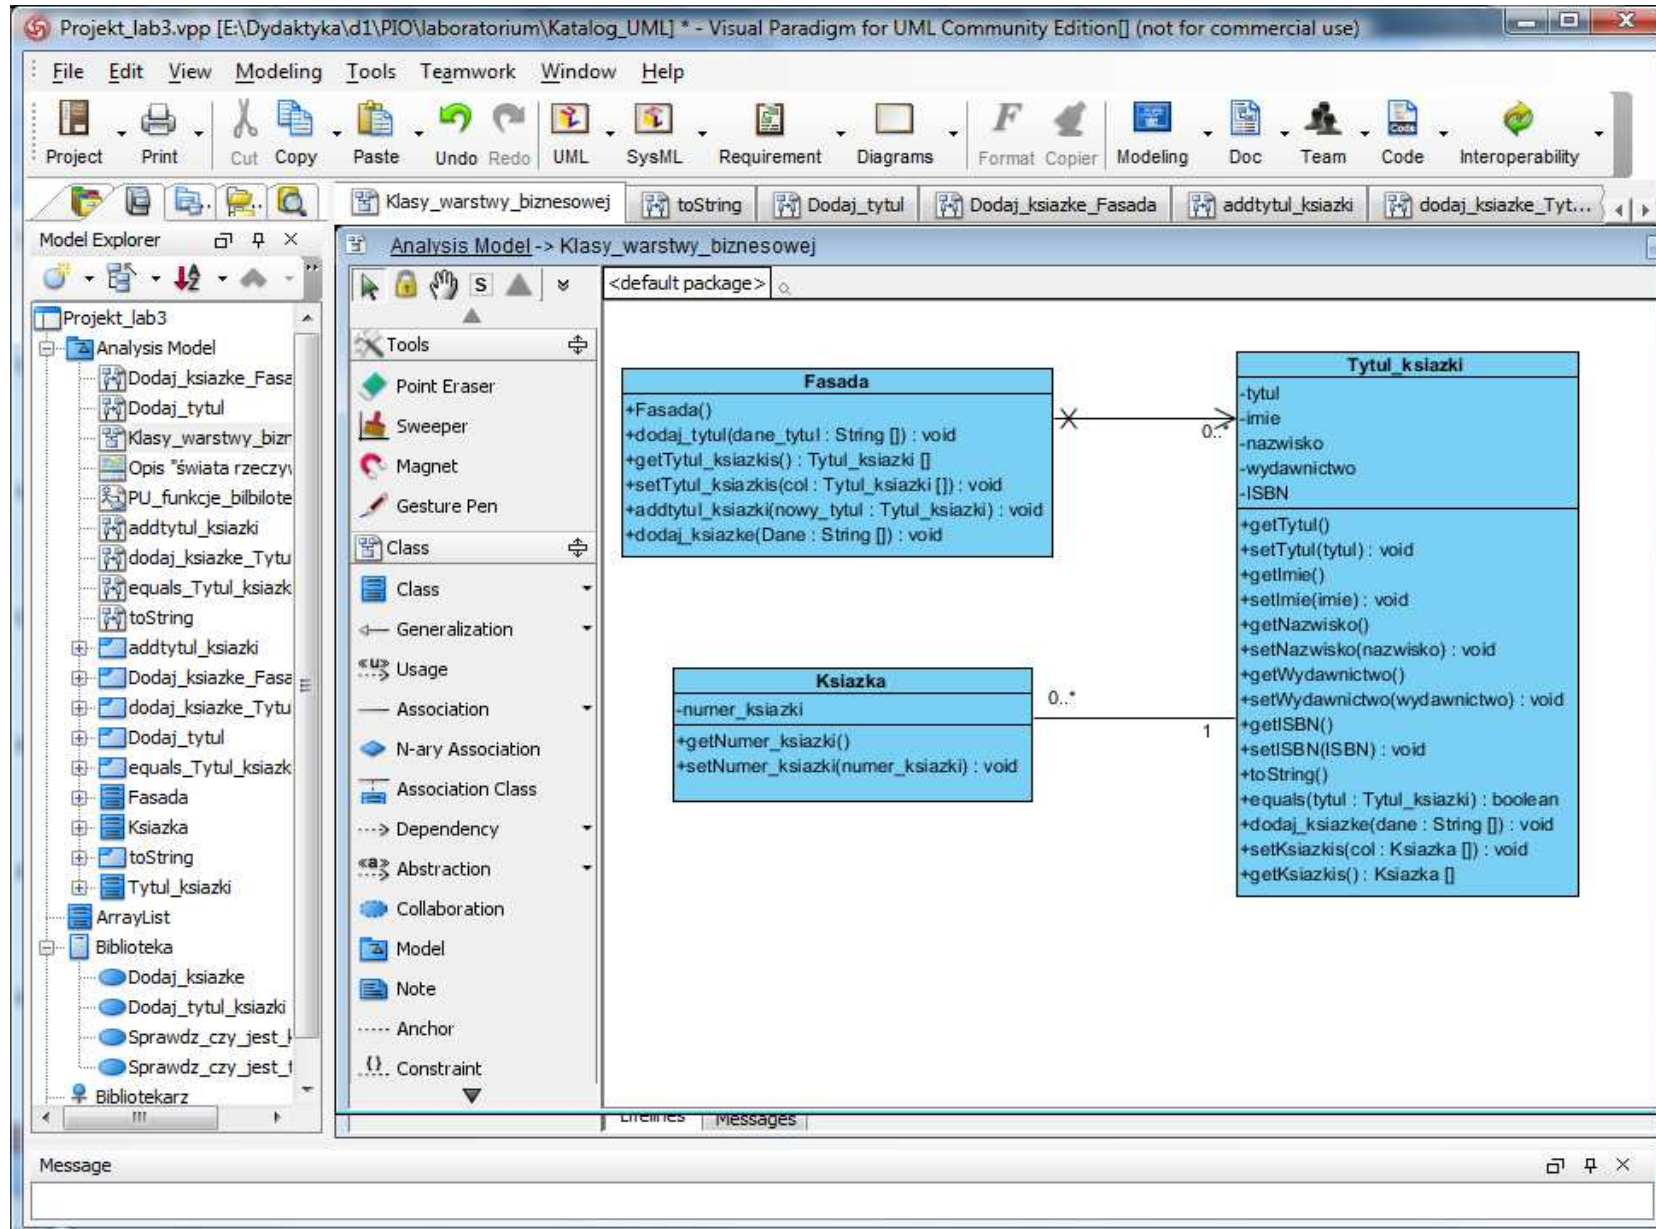 Projekt_lab3.vpp [E:\Dydaktyka\d1\PIO\laboratorium\Katalog_UML] * - Visual Paradigm for UML Community Edition[] (not for commercial use)
File Edit View Modeling Tools Teamwork Window Help
Project Print Cut Copy Paste Undo Redo UML SysML Requirement Diagrams Format Copier Modeling Doc Team Code Interoperability
Klasy_warstwy_biznesowej toString Dodaj_tytul Dodaj_ksiazke_Fasada addtytul_ksiazki dodaj_ksiazke_Tyt...
Model Explorer
Projekt_lab3
Analysis Model
Dodaj_ksiazke_Fasa
Dodaj_tytul
Klasy_warstwy_bizr
Opis "świata rzeczyw
PU_funkcje_bilbilote
addtytul_ksiazki
dodaj_ksiazke_Tytu
equals_Tytul_ksiazk
toString
addtytul_ksiazki
Dodaj_ksiazke_Fasa
dodaj_ksiazke_Tytu
Dodaj_tytul
equals_Tytul_ksiazk
Fasada
Ksiazka
toString
Tytul_ksiazki
ArrayList
Biblioteka
Dodaj_ksiazke
Dodaj_tytul_ksiazki
Sprawdz_czy_jest_k
Sprawdz_czy_jest_t
Bibliotekarz
Analysis Model -> Klasy_warstwy_biznesowej
S
<default package>
Tools
Point Eraser
Sweeper
Magnet
Gesture Pen
Class
Class
Generalization
Usage
Association
N-ary Association
Association Class
Dependency
Abstraction
Collaboration
Model
Note
Anchor
Constraint
Fasada
+Fasada()
+dodaj_tytul(dane_tytul : String []) : void
+getTytul_ksiazkis() : Tytul_ksiazki []
+setTytul_ksiazkis(col : Tytul_ksiazki []) : void
+addtytul_ksiazki(nowy_tytul : Tytul_ksiazki) : void
+dodaj_ksiazke(Dane : String []) : void
0..*
Ksiazka
-numer_ksiazki
+getNumer_ksiazki()
+setNumer_ksiazki(numer_ksiazki) : void
0..*
1
Tytul_ksiazki
-tytul
-imie
-nazwisko
-wydawnictwo
-ISBN
+getTytul()
+setTytul(tytul) : void
+getImie()
+setImie(imie) : void
+getNazwisko()
+setNazwisko(nazwisko) : void
+getWydawnictwo()
+setWydawnictwo(wydawnictwo) : void
+getISBN()
+setISBN(ISBN) : void
+toString()
+equals(tytul : Tytul_ksiazki) : boolean
+dodaj_ksiazke(dane : String []) : void
+setKsiazkis(col : Ksiazka []) : void
+getKsiazkis() : Ksiazka []
Lifelines Messages
Message